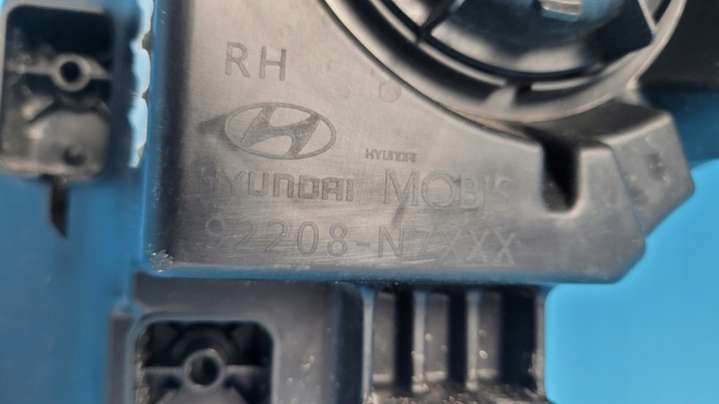 RH
HYUNDAI
HYUNDAI MOBIS
92208-N7XXX